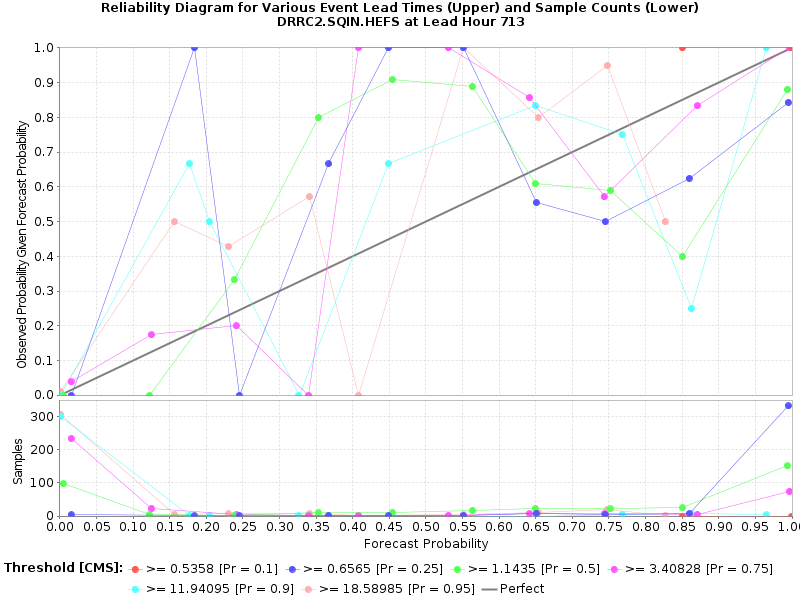 Reliability Diagram for Various Event Lead Times (Upper) and Sample Counts (Lower)
DRRC2.SQIN.HEFS at Lead Hour 713
Observed Probability Given Forecast Probability
1.0
0.9
0.8
0.7
0.6
0.5
0.4
0.3
0.2
0.1
0.0
Samples
300
200
100
0
0.00 0.05 0.10 0.15 0.20 0.25 0.30 0.35 0.40 0.45 0.50 0.55 0.60 0.65 0.70 0.75 0.80 0.85 0.90 0.95 1.0
Forecast Probability
Threshold [CMS]: >= 0.5358 [Pr = 0.1] >= 0.6565 [Pr = 0.25] >= 1.1435 [Pr = 0.5] >= 3.40828 [Pr = 0.75]
>= 11.94095 [Pr = 0.9] >= 18.58985 [Pr = 0.95] Perfect